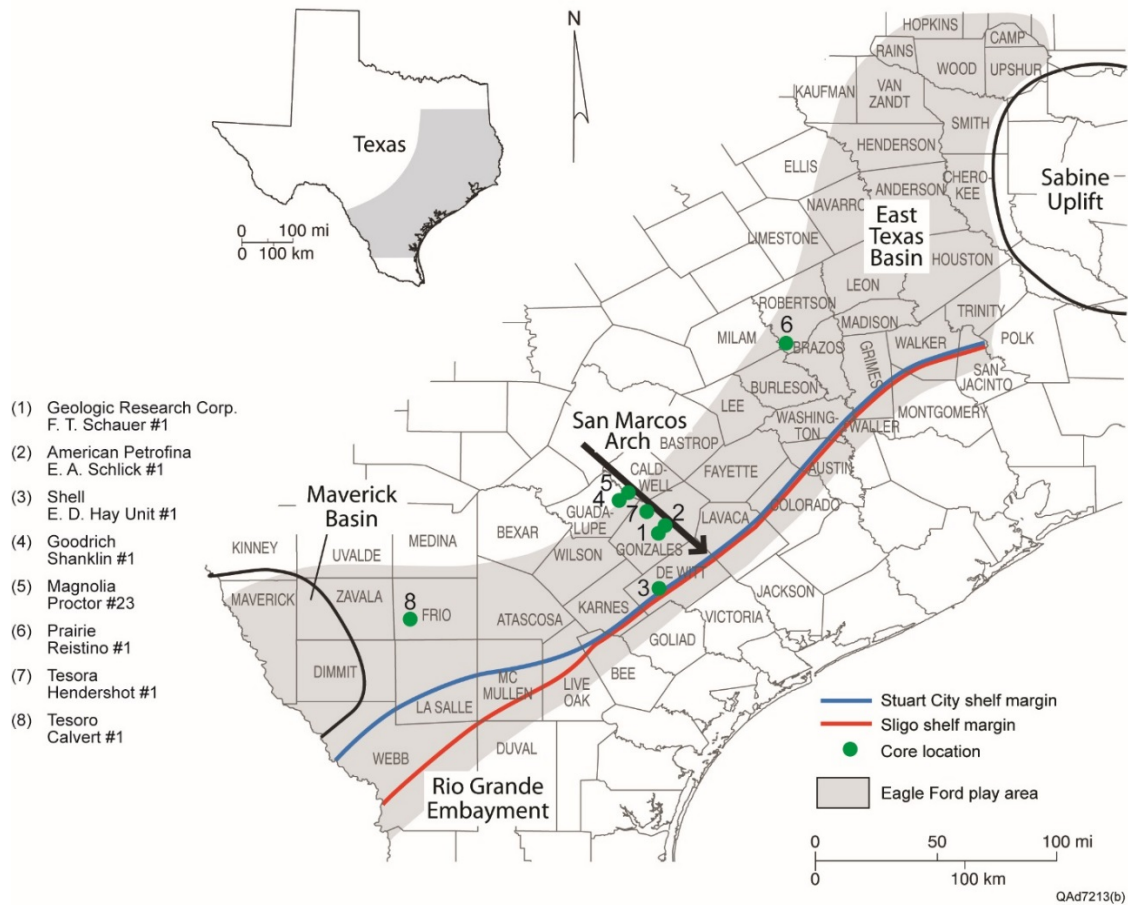 N
Texas
0 100 mi
0 100 km
HOPKINS
CAMP
RAINS
WOOD
UPSHUR
KAUFMAN
VAN
ZANDT
SMITH
HENDERSON
ELLIS
CHERO-
KEE
ANDERSON
Sabine
Uplift
NAVARRO
East
Texas
Basin
LIMESTONE
HOUSTON
LEON
ROBERTSON
TRINITY
MADISON
6
MILAM
BRAZOS
GRIMES
WALKER
POLK
SAN
JACINTO
BURLESON
LEE
WASHING-
TON
MONTGOMERY
WALLER
San Marcos
Arch
BASTROP
FAYETTE
AUSTIN
CALD-
WELL
COLORADO
5
4
7
2
1
GUADA-
LUPE
LAVACA
GONZALES
Maverick
Basin
BEXAR
WILSON
DE WITT
3
KINNEY
UVALDE
MEDINA
JACKSON
MAVERICK
ZAVALA
8
FRIO
ATASCOSA
KARNES
VICTORIA
GOLIAD
DIMMIT
LA SALLE
MC
MULLEN
LIVE
OAK
BEE
WEBB
DUVAL
Rio Grande
Embayment
(1) Geologic Research Corp.
F. T. Schauer #1
(2) American Petrofina
E. A. Schlick #1
(3) Shell
E. D. Hay Unit #1
(4) Goodrich
Shanklin #1
(5) Magnolia
Proctor #23
(6) Prairie
Reistino #1
(7) Tesora
Hendershot #1
(8) Tesoro
Calvert #1
Stuart City shelf margin
Sligo shelf margin
Core location
Eagle Ford play area
0 50 100 mi
0 100 km
QAd7213(b)